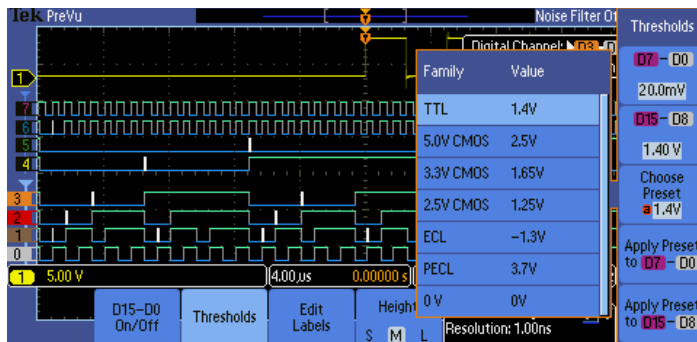 Tek PreVu
Noise Filter Of
Thresholds
Digital Channel:
D3
D7 - D0
20.0mV
D15 - D8
1.40 V
Choose
Preset
a 1.4V
Apply Preset
to D7 - D0
Apply Preset
to D15 - D8
Family Value
TTL 1.4V
5.0V CMOS 2.5V
3.3V CMOS 1.65V
2.5V CMOS 1.25V
ECL -1.3V
PECL 3.7V
0 V 0V
1
7
6
5
4
3
2
1
0
1 5.00 V
4.00µs
0.00000 s
D15-D0
On/Off
Thresholds
Edit
Labels
Height
S M L
Resolution: 1.00ns